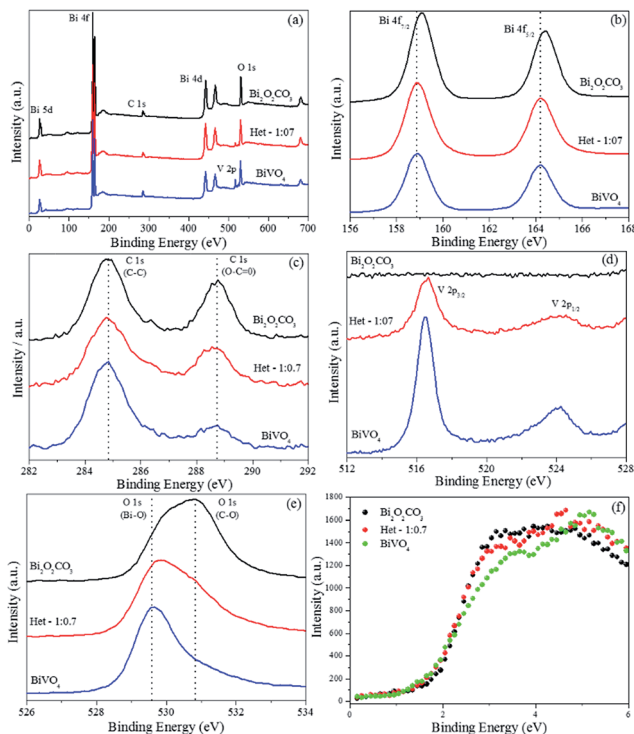 (a)
Bi 4f
O 1s
Bi 4d
Bi₂O₂CO₃
C 1s
Bi 5d
Het - 1:07
V 2p
BiVO₄
Intensity (a.u.)
0 100 200 300 400 500 600 700
Binding Energy (eV)
(b)
Bi 4f₇/₂
Bi 4f₅/₂
Bi₂O₂CO₃
Het - 1:07
BiVO₄
Intensity (a.u.)
156 158 160 162 164 166 168
Binding Energy (eV)
(c)
C 1s
(C-C)
C 1s
(O-C=0)
Bi₂O₂CO₃
Het - 1:0.7
BiVO₄
Intensity / a.u.
282 284 286 288 290 292
Binding Energy (eV)
(d)
Bi₂O₂CO₃
V 2p₃/₂
Het - 1:07
V 2p₁/₂
BiVO₄
Intensity (a.u.)
512 516 520 524 528
Binding Energy (eV)
(e)
O 1s
(Bi-O)
O 1s
(C-O)
Bi₂O₂CO₃
Het - 1:0.7
BiVO₄
Intensity (a.u.)
526 528 530 532 534
Binding Energy (eV)
(f)
Bi₂O₂CO₃
Het - 1:0.7
BiVO₄
Intensity (a.u.)
1800
1600
1400
1200
1000
800
600
400
200
0
0 2 4 6
Binding Energy (eV)